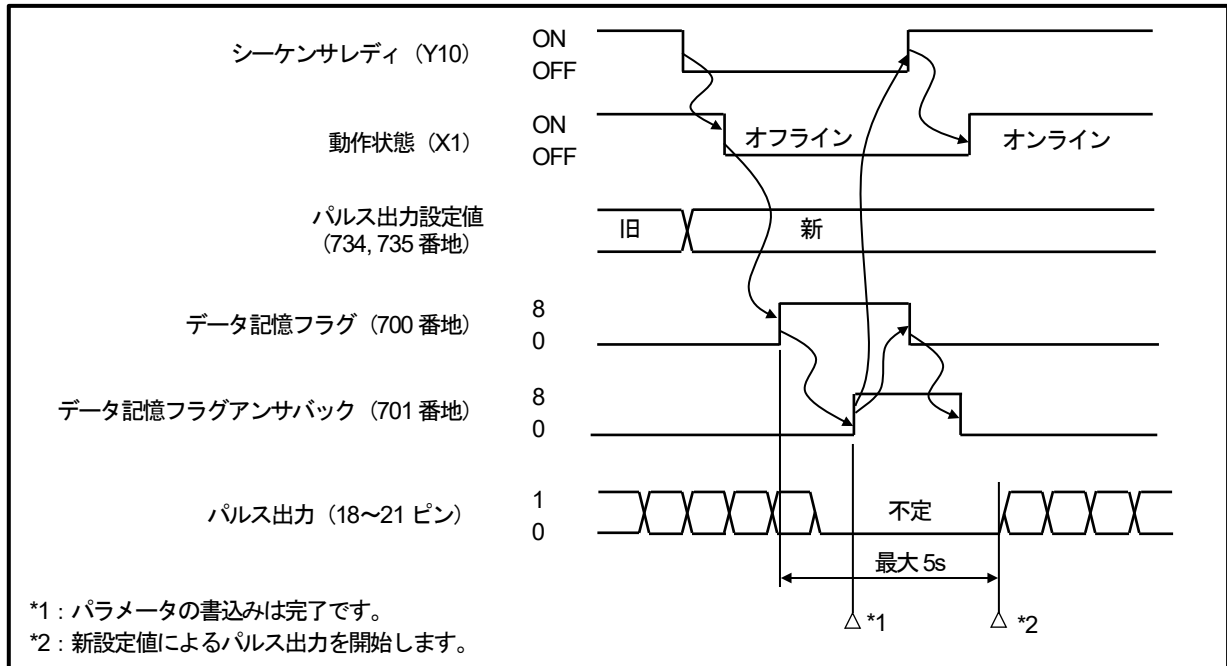 シーケンサレディ（Y10）
ON
OFF
動作状態（X1）
ON
OFF
オフライン
オンライン
パルス出力設定値
（734, 735 番地）
旧
新
データ記憶フラグ（700 番地）
8
0
データ記憶フラグアンサバック（701 番地）
8
0
パルス出力（18～21 ピン）
1
0
不定
最大 5s
*1
*2
*1：パラメータの書込みは完了です。
*2：新設定値によるパルス出力を開始します。